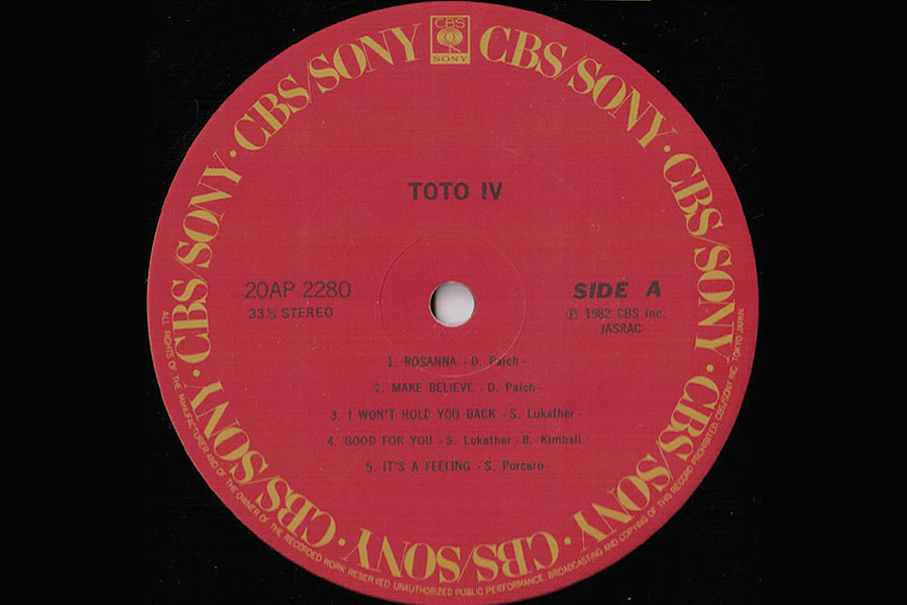 CBS
SONY
CBS/SONY · CBS/SONY · CBS/SONY · CBS/SONY · CBS/SONY · CBS/SONY · CBS/SONY · CBS/SONY · CBS/SONY
TOTO IV
20AP 2280
33⅓ STEREO
SIDE A
Ⓟ 1982 CBS Inc.
JASRAC
1. ROSANNA - D. Paich -
2. MAKE BELIEVE - D. Paich -
3. I WON'T HOLD YOU BACK - S. Lukather -
4. GOOD FOR YOU - S. Lukather - B. Kimball -
5. IT'S A FEELING - S. Porcaro -
ALL RIGHTS OF THE MANUFACTURER AND OF THE OWNER OF THE RECORDED WORK RESERVED UNAUTHORIZED PUBLIC PERFORMANCE, BROADCASTING AND COPYING OF THIS RECORD PROHIBITED. CBS/SONY INC. TOKYO JAPAN